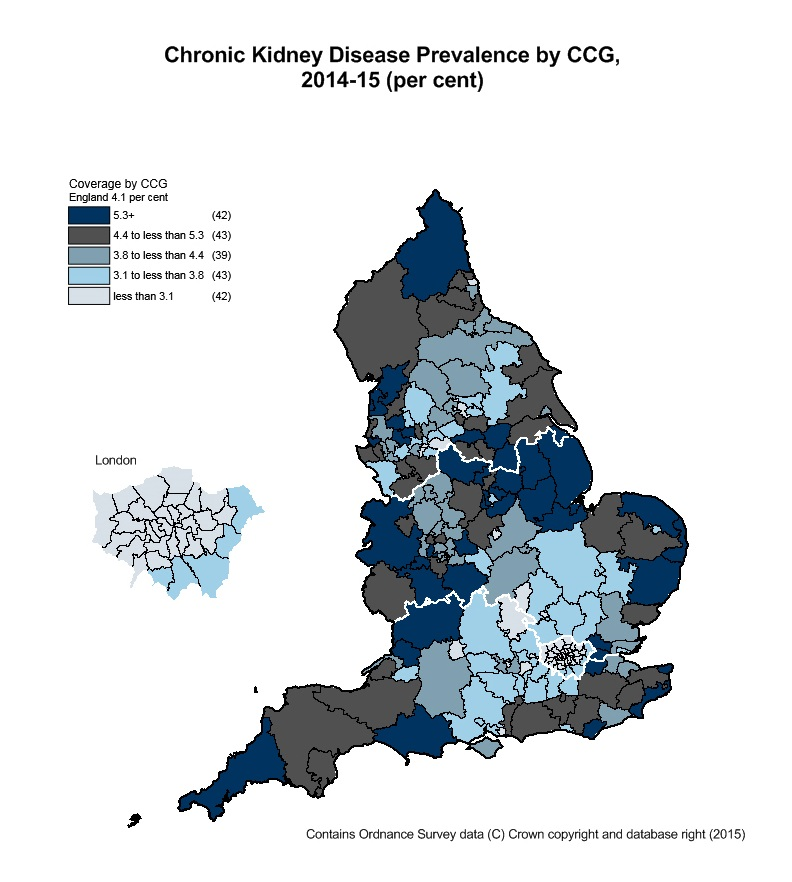 Chronic Kidney Disease Prevalence by CCG,
2014-15 (per cent)
Coverage by CCG
England 4.1 per cent
5.3+ (42)
4.4 to less than 5.3 (43)
3.8 to less than 4.4 (39)
3.1 to less than 3.8 (43)
less than 3.1 (42)
London
Contains Ordnance Survey data (C) Crown copyright and database right (2015)